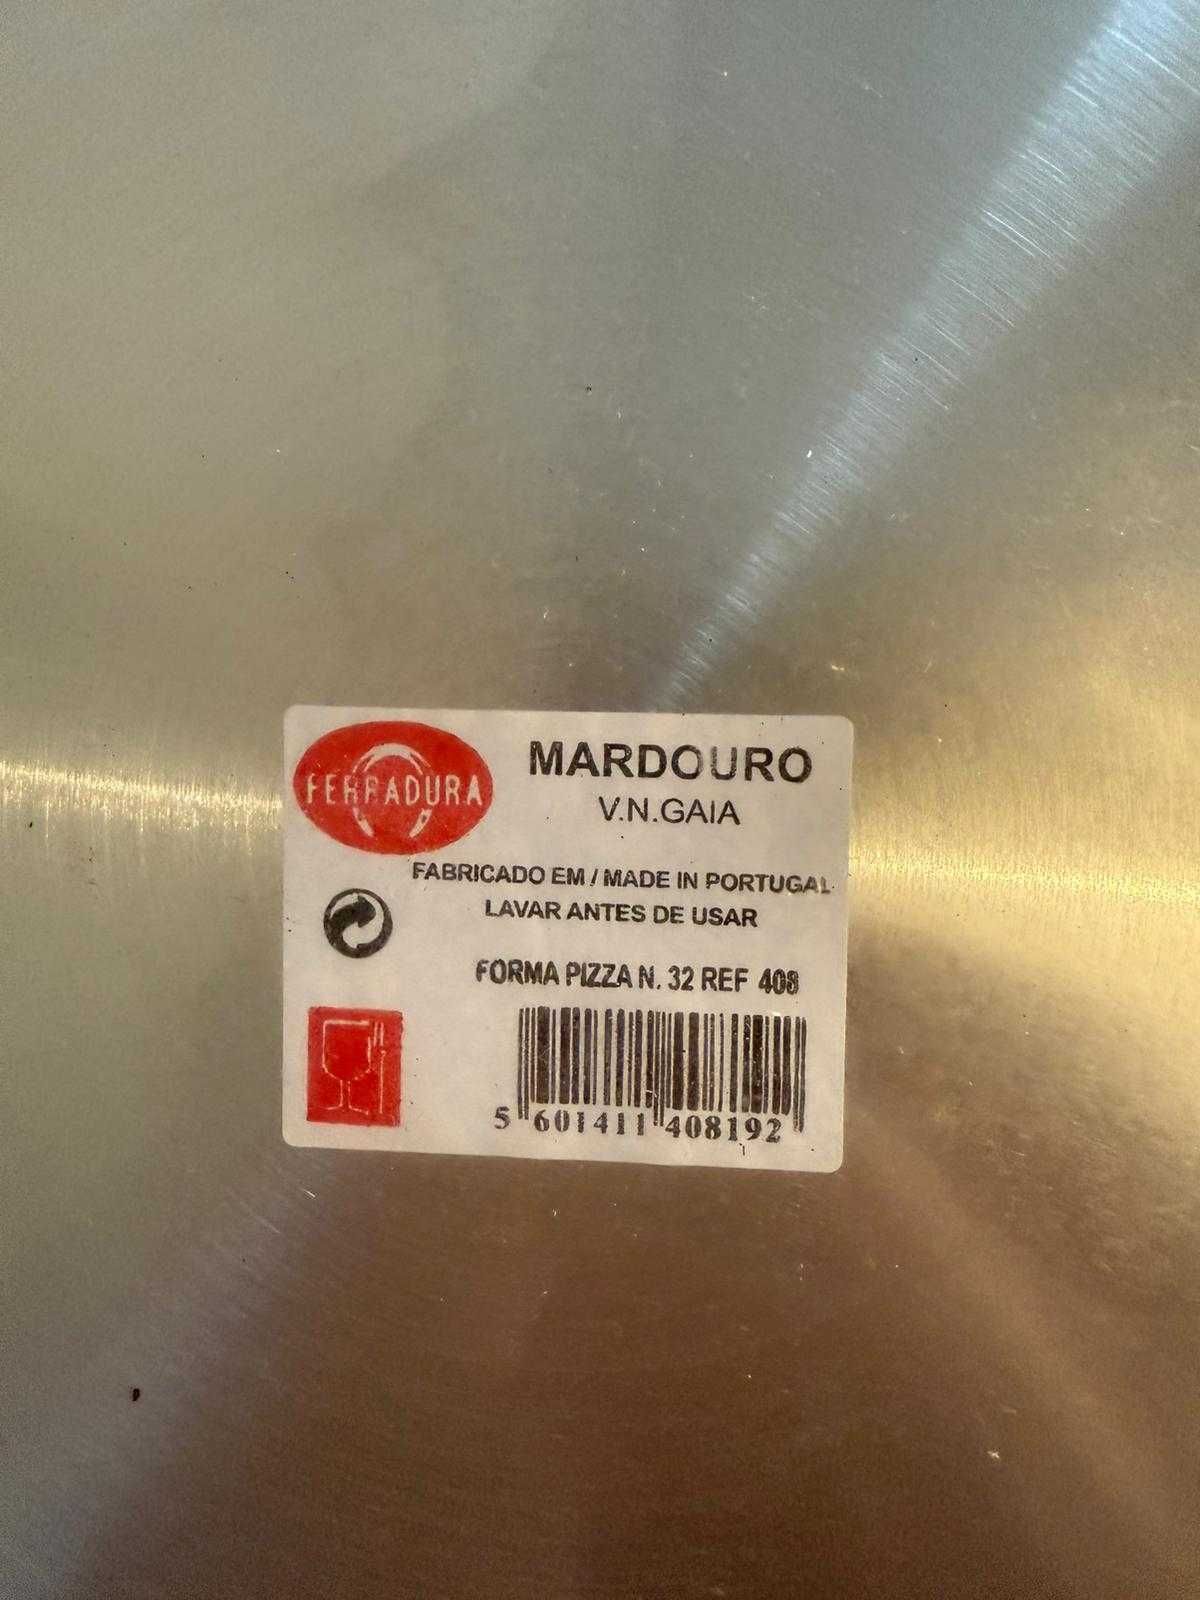 FERRADURA
MARDOURO
V.N.GAIA
FABRICADO EM / MADE IN PORTUGAL
LAVAR ANTES DE USAR
FORMA PIZZA N. 32 REF 408
5 601411 408192